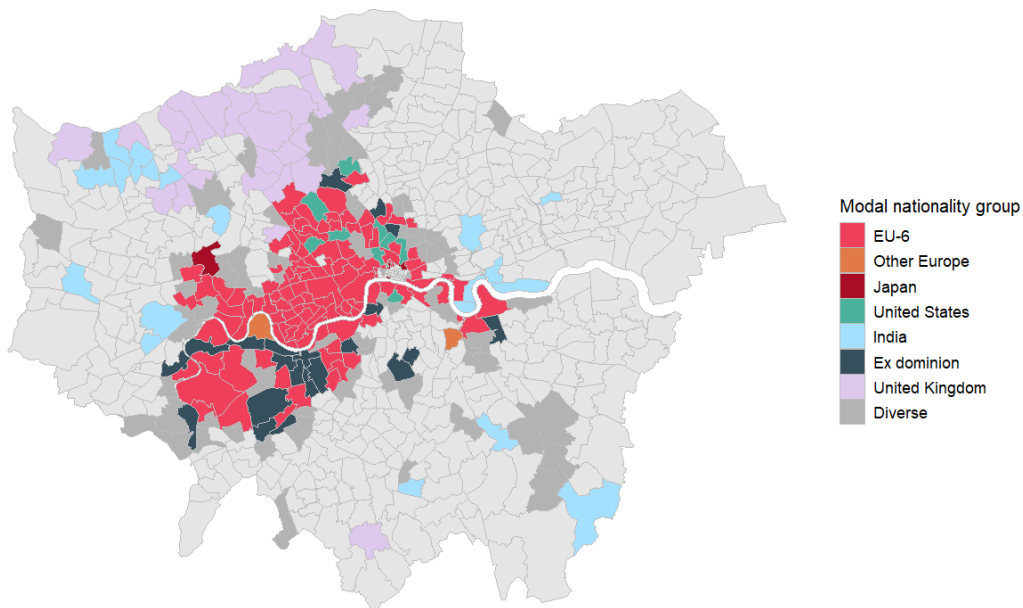 Modal nationality group
EU-6
Other Europe
Japan
United States
India
Ex dominion
United Kingdom
Diverse